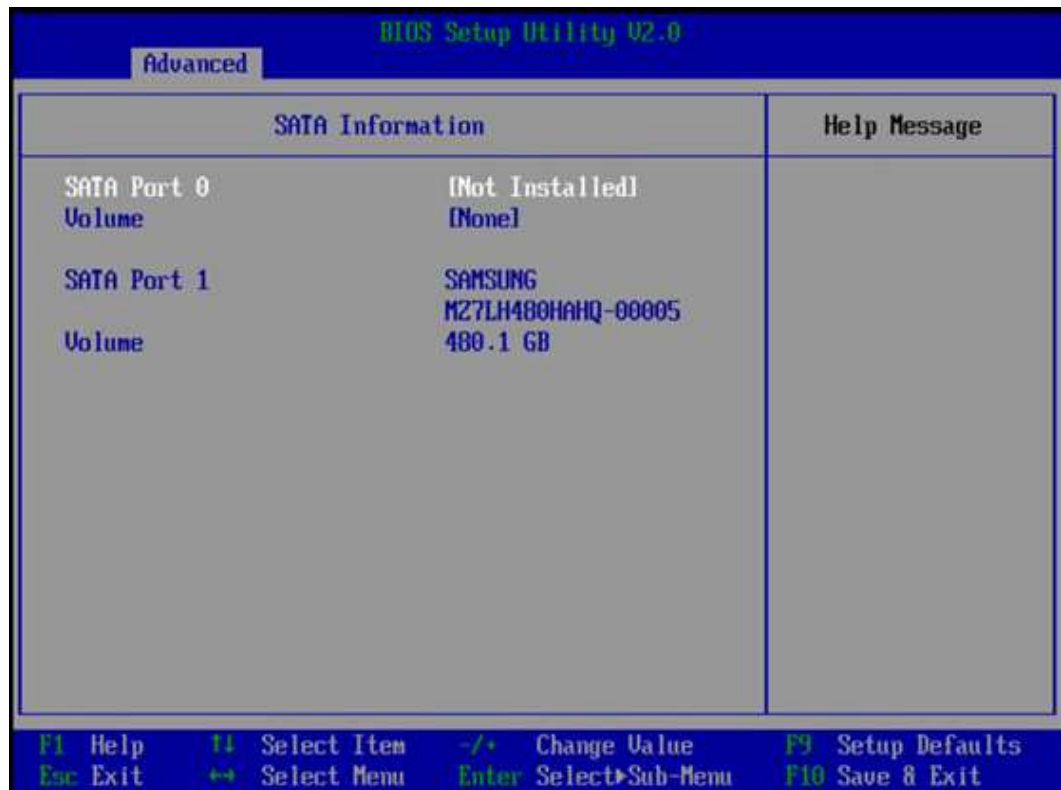 BIOS Setup Utility V2.0
Advanced
SATA Information
Help Message
SATA Port 0 [Not Installed]
Volume [None]
SATA Port 1 SAMSUNG
MZ7LH480HAHQ-00005
Volume 480.1 GB
F1 Help ↑↓ Select Item -/+ Change Value F9 Setup Defaults
Esc Exit ↔ Select Menu Enter Select▶Sub-Menu F10 Save & Exit